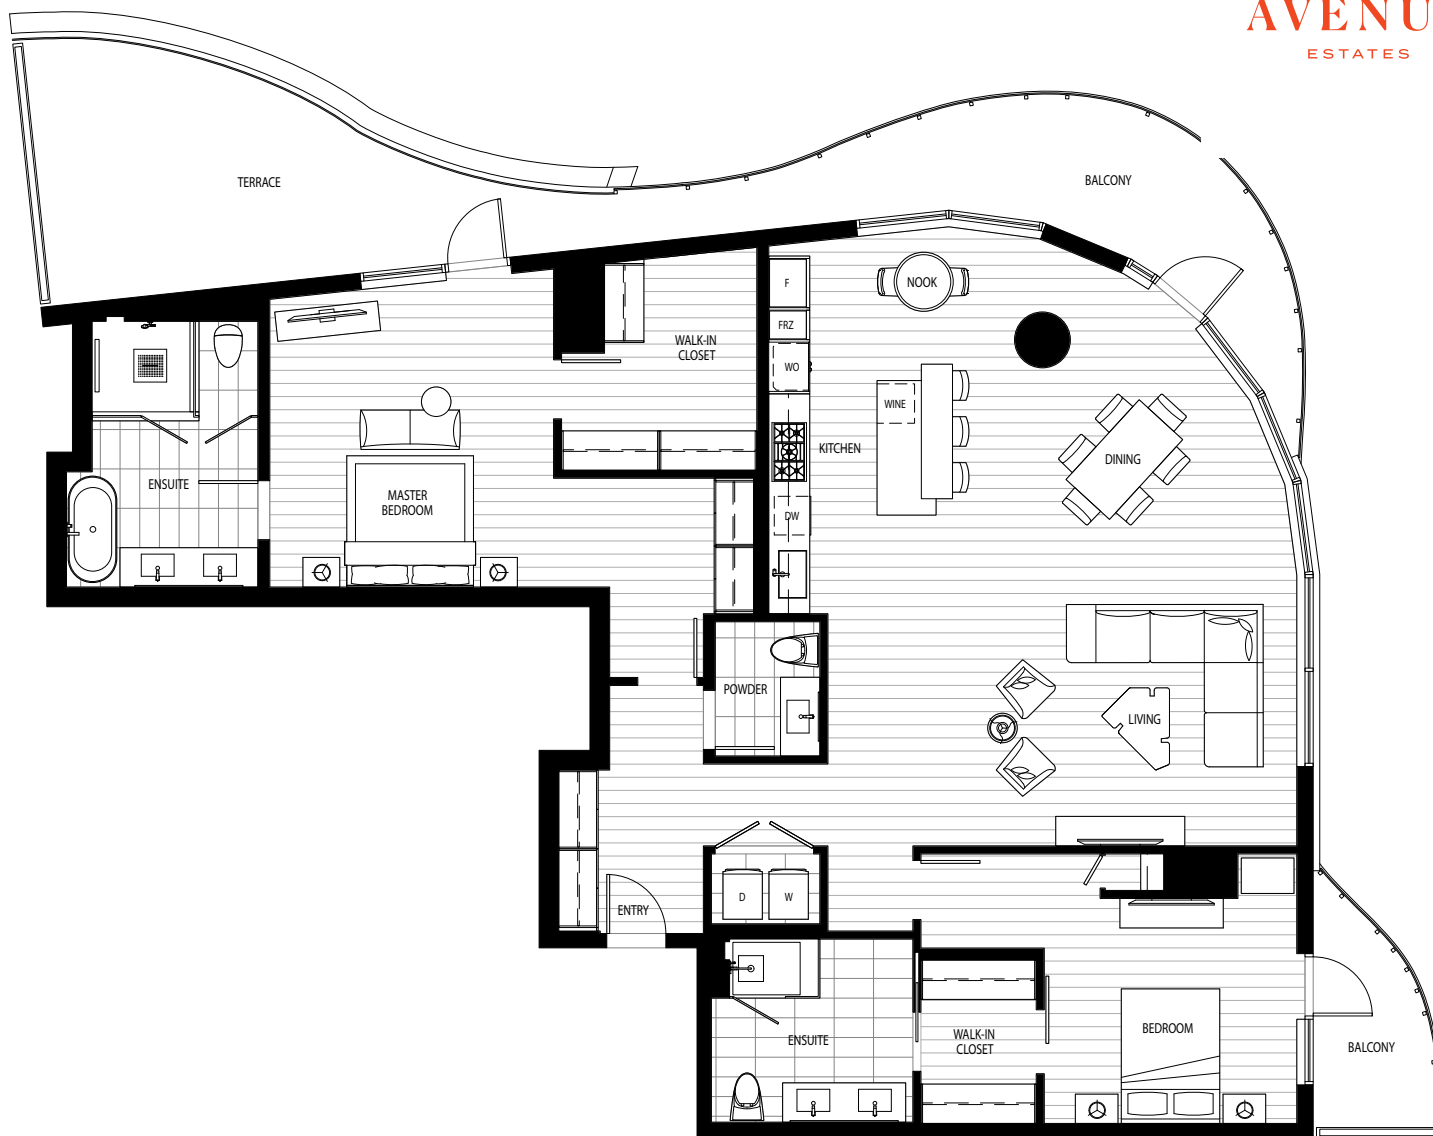 AVENU
ESTATES
TERRACE
BALCONY
F
NOOK
FRZ
WALK-IN
CLOSET
WO
WINE
KITCHEN
DINING
ENSUITE
MASTER
BEDROOM
DW
POWDER
LIVING
D
W
ENTRY
ENSUITE
WALK-IN
CLOSET
BEDROOM
BALCONY